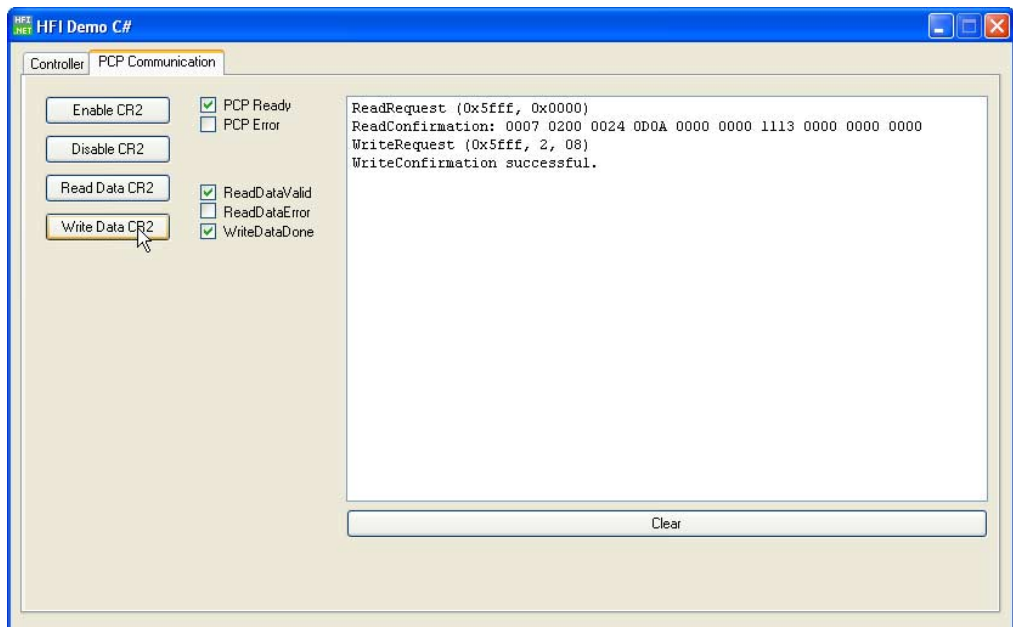 HFI .NET HFI Demo C#
Controller PCP Communication
Enable CR2
Disable CR2
Read Data CR2
Write Data CR2
PCP Ready
PCP Error
ReadDataValid
ReadDataError
WriteDataDone
ReadRequest (0x5fff, 0x0000)
ReadConfirmation: 0007 0200 0024 0D0A 0000 0000 1113 0000 0000 0000
WriteRequest (0x5fff, 2, 08)
WriteConfirmation successful.
Clear